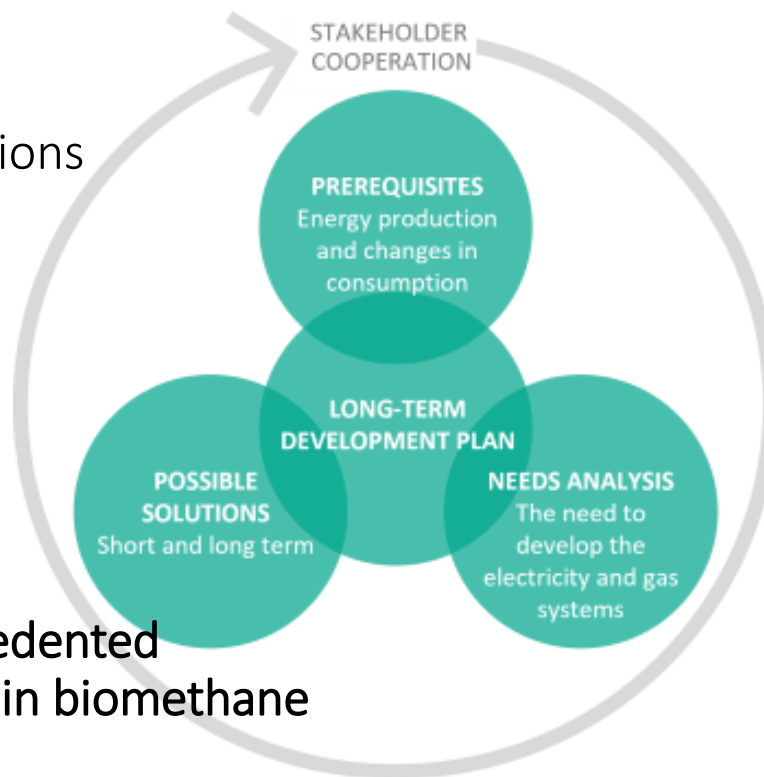 STAKEHOLDER
COOPERATION
ions
PREREQUISITES
Energy production
and changes in
consumption
LONG-TERM
DEVELOPMENT PLAN
POSSIBLE
SOLUTIONS
Short and long term
NEEDS ANALYSIS
The need to
develop the
electricity and gas
systems
edented
in biomethane